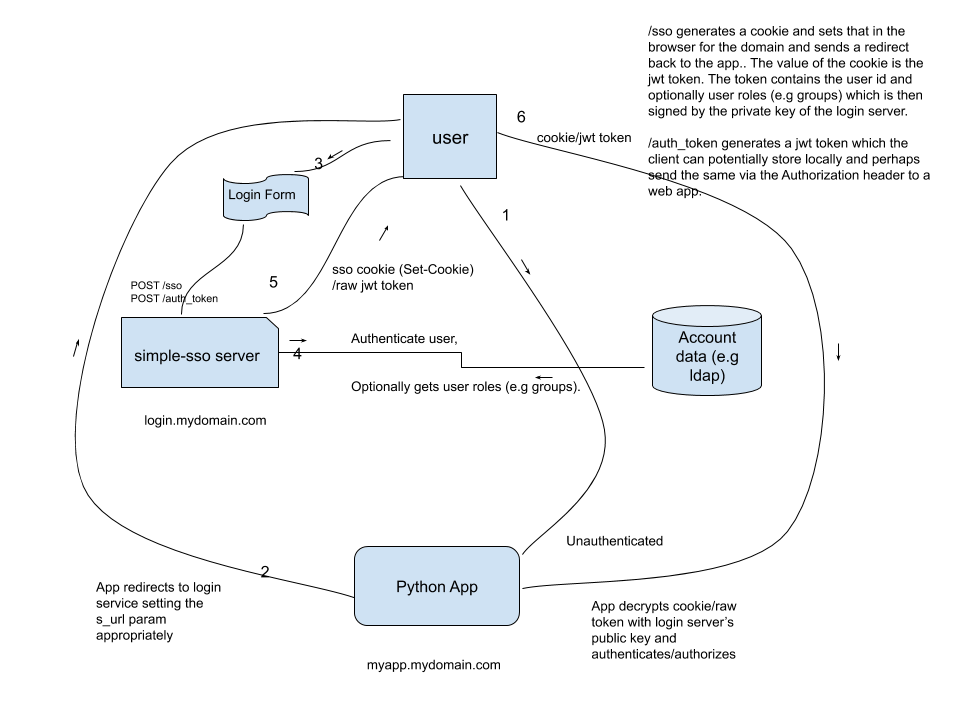 /sso generates a cookie and sets that in the
browser for the domain and sends a redirect
back to the app.. The value of the cookie is the
jwt token. The token contains the user id and
optionally user roles (e.g groups) which is then
signed by the private key of the login server.
/auth_token generates a jwt token which the
client can potentially store locally and perhaps
send the same via the Authorization header to a
web app.
user
6
cookie/jwt token
3
Login Form
1
5
sso cookie (Set-Cookie)
/raw jwt token
POST /sso
POST /auth_token
simple-sso server
4
Authenticate user,
Optionally gets user roles (e.g groups).
Account
data (e.g
ldap)
login.mydomain.com
Unauthenticated
2
Python App
App redirects to login
service setting the
s_url param
appropriately
App decrypts cookie/raw
token with login server's
public key and
authenticates/authorizes
myapp.mydomain.com